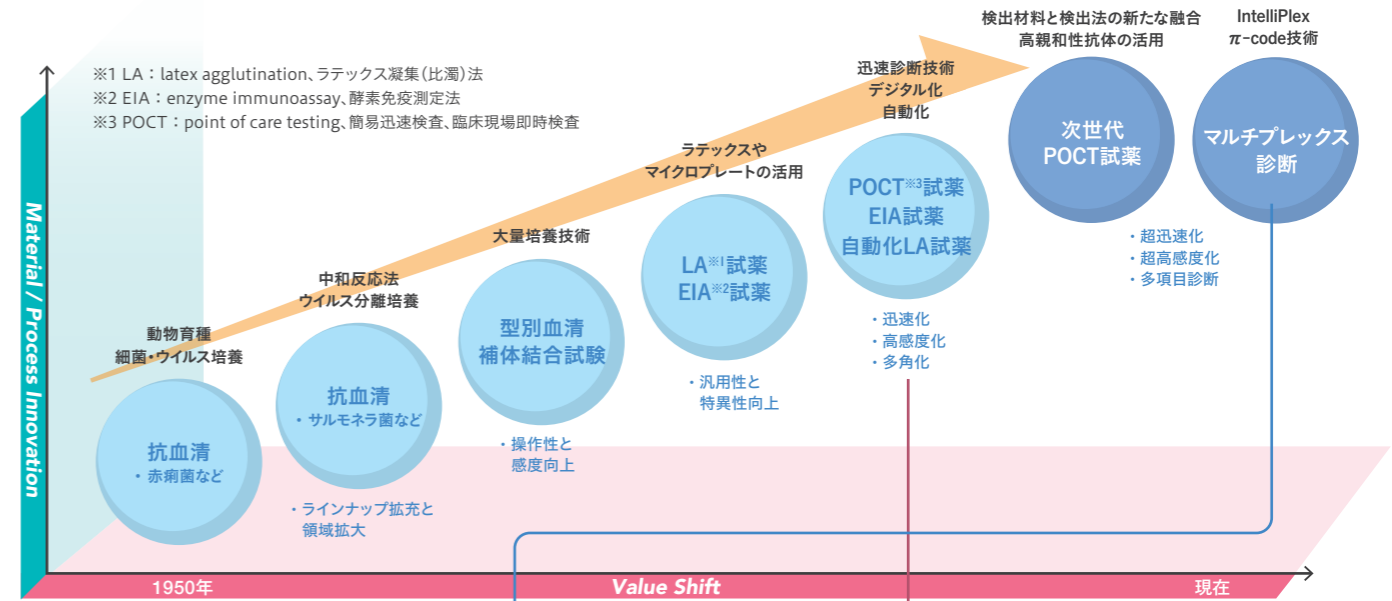 検出材料と検出法の新たな融合
高親和性抗体の活用
IntelliPlex
π-code技術
※1 LA：latex agglutination、ラテックス凝集(比濁)法
※2 EIA：enzyme immunoassay、酵素免疫測定法
※3 POCT：point of care testing、簡易迅速検査、臨床現場即時検査
迅速診断技術
デジタル化
自動化
ラテックスや
マイクロプレートの活用
大量培養技術
中和反応法
ウイルス分離培養
動物育種
細菌・ウイルス培養
抗血清
・赤痢菌など
抗血清
・サルモネラ菌など
・ラインナップ拡充と
領域拡大
型別血清
補体結合試験
・操作性と
感度向上
LA※1試薬
EIA※2試薬
・汎用性と
特異性向上
POCT※3試薬
EIA試薬
自動化LA試薬
・迅速化
・高感度化
・多角化
次世代
POCT試薬
マルチプレックス
診断
・超迅速化
・超高感度化
・多項目診断
Material / Process Innovation
1950年
Value Shift
現在